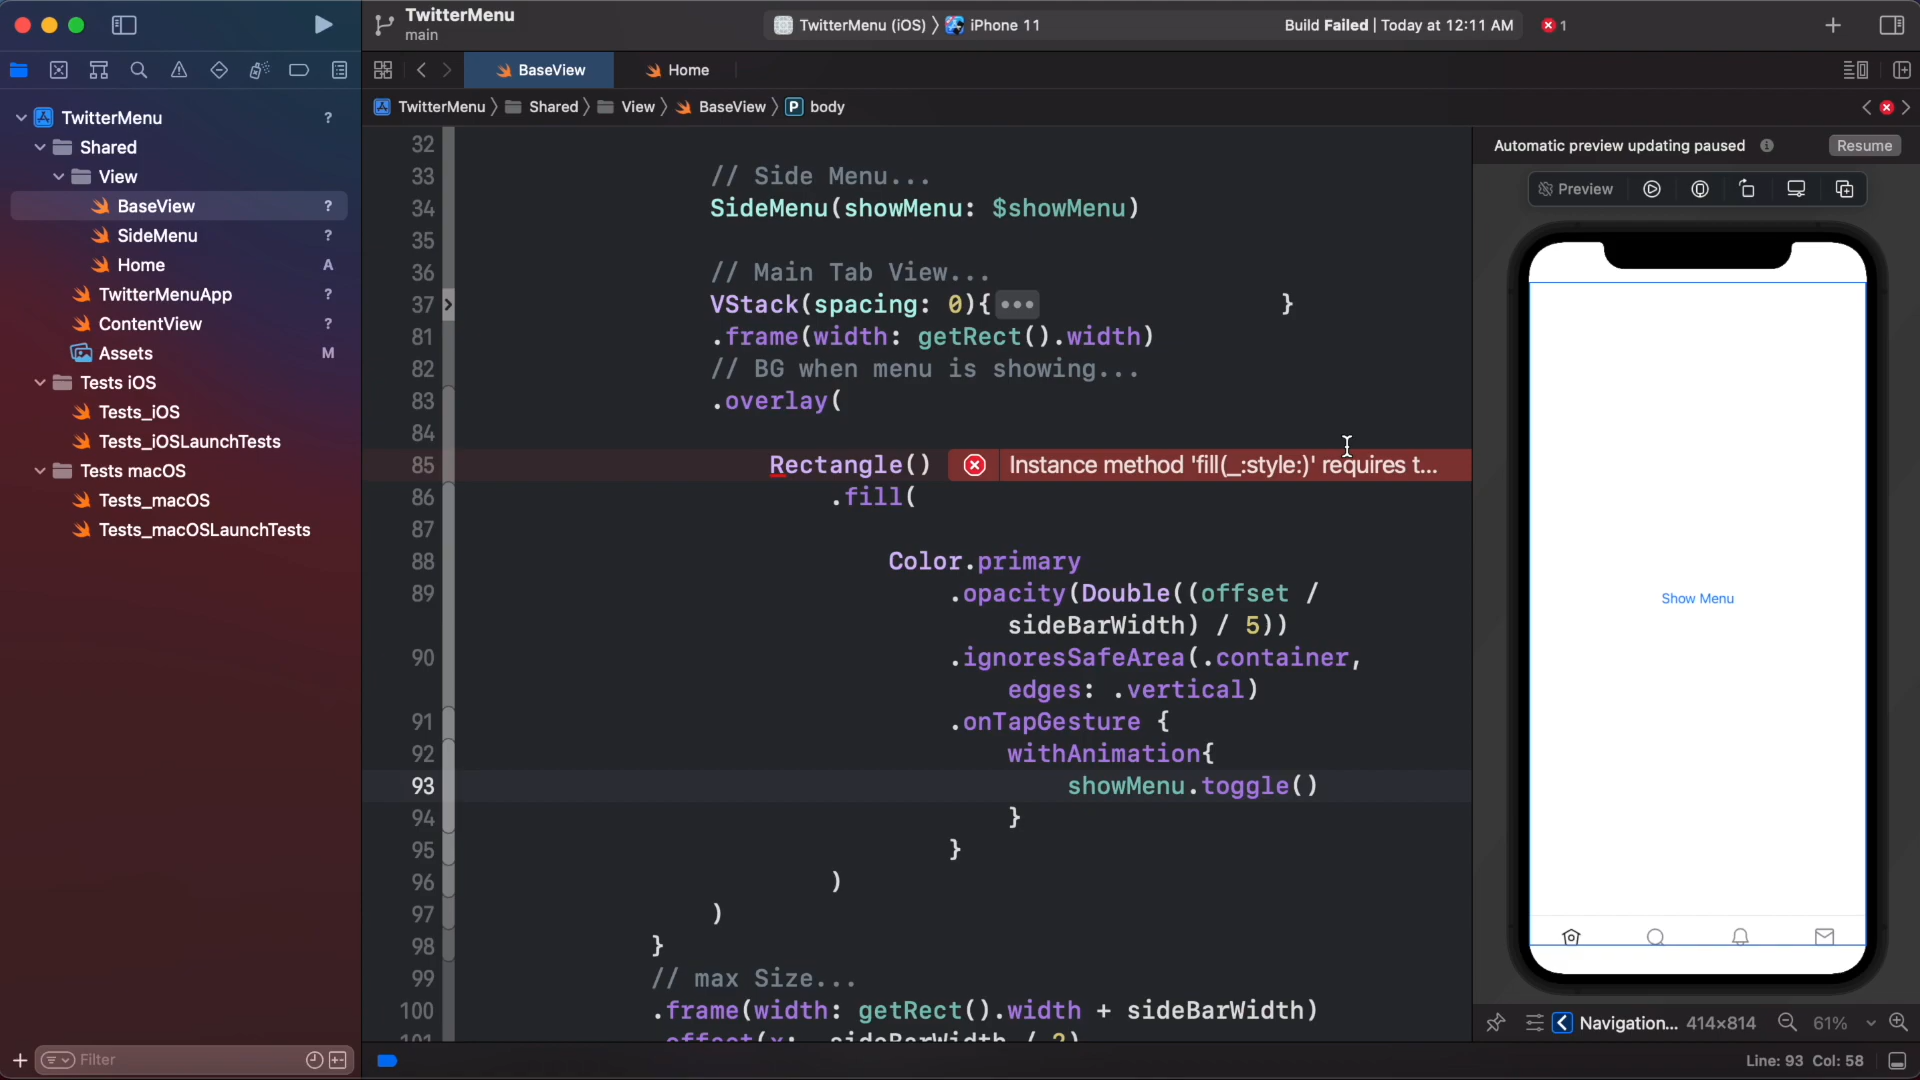 TwitterMenu
main
TwitterMenu (iOS) 〉 iPhone 11
Build Failed | Today at 12:11 AM
1
BaseView
Home
TwitterMenu 〉 Shared 〉 View 〉 BaseView 〉 P body
TwitterMenu ?
Shared
View
BaseView ?
SideMenu ?
Home A
TwitterMenuApp ?
ContentView ?
Assets M
Tests iOS
Tests_iOS
Tests_iOSLaunchTests
Tests macOS
Tests_macOS
Tests_macOSLaunchTests
Filter
32
33 // Side Menu...
34 SideMenu(showMenu: $showMenu)
35
36 // Main Tab View...
37 VStack(spacing: 0){ ••• }
81 .frame(width: getRect().width)
82 // BG when menu is showing...
83 .overlay(
84
85 Rectangle() Instance method 'fill(_:style:)' requires t...
86 .fill(
87
88 Color.primary
89 .opacity(Double((offset /
sideBarWidth) / 5))
90 .ignoresSafeArea(.container,
edges: .vertical)
91 .onTapGesture {
92 withAnimation{
93 showMenu.toggle()
94 }
95 }
96 )
97 )
98 }
99 // max Size...
100 .frame(width: getRect().width + sideBarWidth)
Automatic preview updating paused
Resume
Preview
Show Menu
Navigation... 414×814
61%
Line: 93 Col: 58